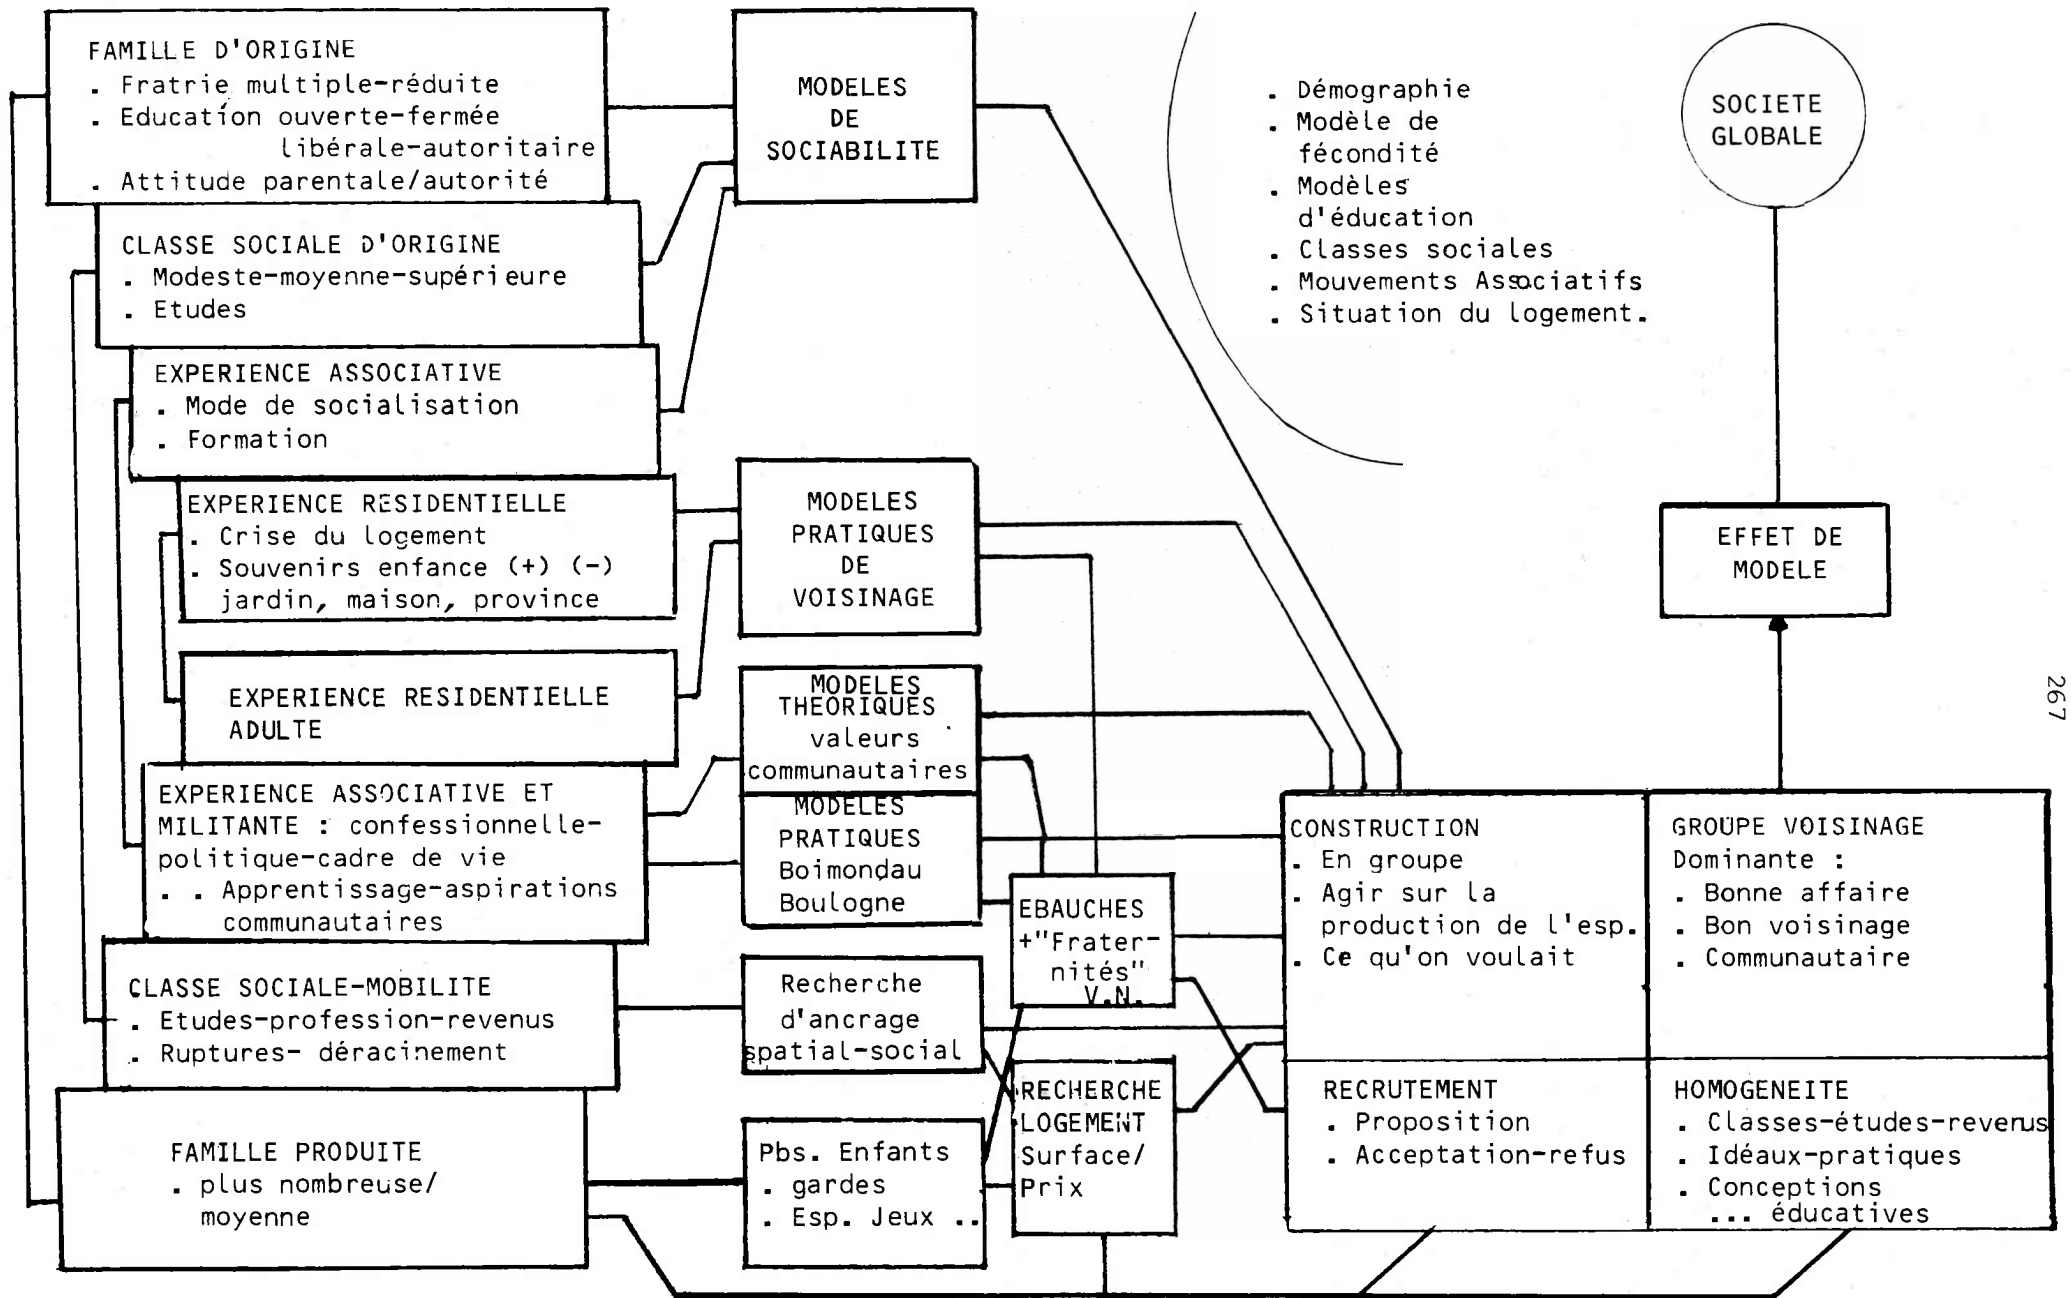 FAMILLE D'ORIGINE
. Fratrie multiple-réduite
. Education ouverte-fermée
libérale-autoritaire
. Attitude parentale/autorité
CLASSE SOCIALE D'ORIGINE
. Modeste-moyenne-supérieure
. Etudes
EXPERIENCE ASSOCIATIVE
. Mode de socialisation
. Formation
EXPERIENCE RESIDENTIELLE
. Crise du logement
. Souvenirs enfance (+) (-)
jardin, maison, province
EXPERIENCE RESIDENTIELLE
ADULTE
EXPERIENCE ASSOCIATIVE ET
MILITANTE : confessionnelle-
politique-cadre de vie
. . Apprentissage-aspirations
communautaires
CLASSE SOCIALE-MOBILITE
. Etudes-profession-revenus
. Ruptures- déracinement
FAMILLE PRODUITE
. plus nombreuse/
moyenne
MODELES
DE
SOCIABILITE
MODELES
PRATIQUES
DE
VOISINAGE
MODELES
THEORIQUES
valeurs
communautaires
MODELES
PRATIQUES
Boimondau
Boulogne
Recherche
d'ancrage
spatial-social
Pbs. Enfants
. gardes
. Esp. Jeux ..
EBAUCHES
+"Frater-
nités"
V.N.
RECHERCHE
LOGEMENT
Surface/
Prix
. Démographie
. Modèle de
fécondité
. Modèles
d'éducation
. Classes sociales
. Mouvements Associatifs
. Situation du logement.
SOCIETE
GLOBALE
EFFET DE
MODELE
CONSTRUCTION
. En groupe
. Agir sur la
production de l'esp.
. Ce qu'on voulait
GROUPE VOISINAGE
Dominante :
. Bonne affaire
. Bon voisinage
. Communautaire
RECRUTEMENT
. Proposition
. Acceptation-refus
HOMOGENEITE
. Classes-études-revenus
. Idéaux-pratiques
. Conceptions
... éducatives
267